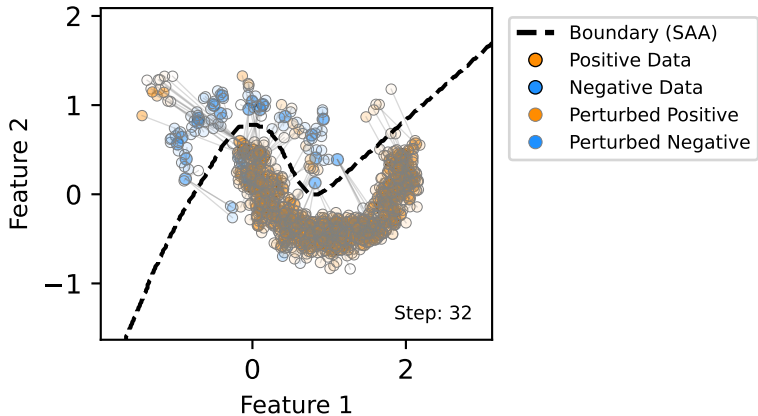 2
1
0
−1
Feature 2
0
2
Feature 1
Step: 32
Boundary (SAA)
Positive Data
Negative Data
Perturbed Positive
Perturbed Negative